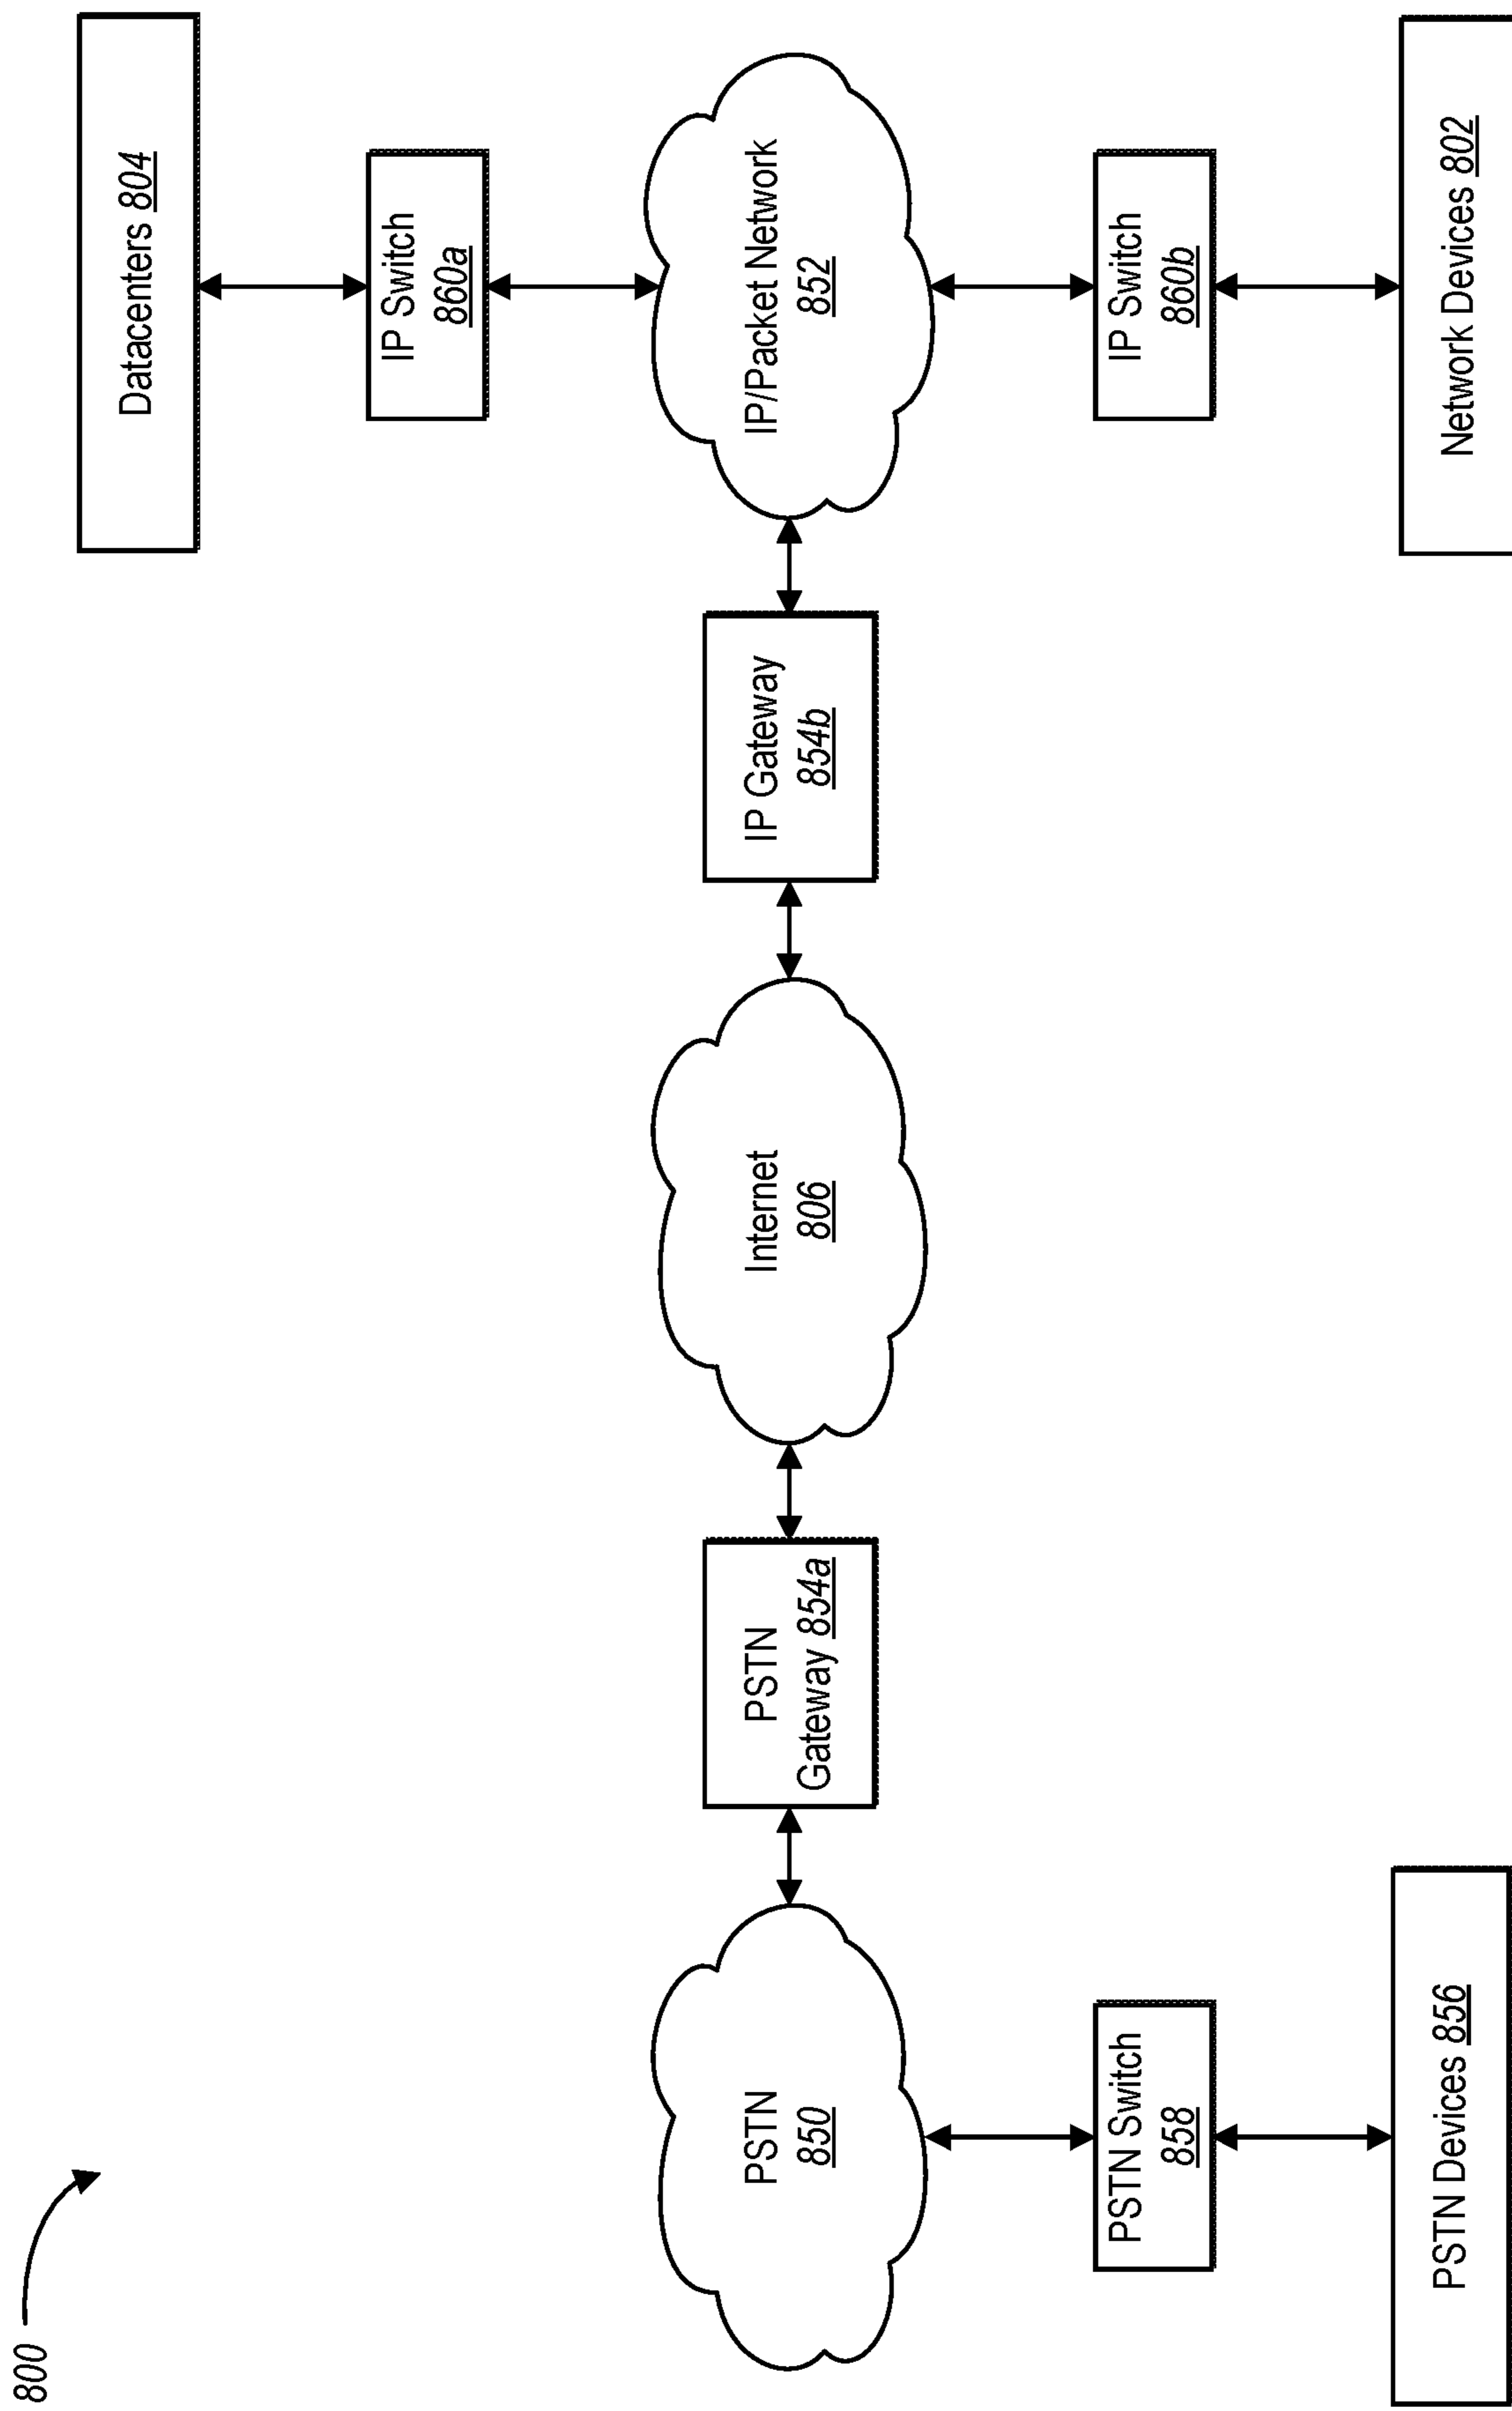 800
Datacenters 804
IP Switch
860a
PSTN
850
PSTN
Gateway 854a
Internet
806
IP Gateway
854b
IP/Packet Network
852
PSTN Switch
858
IP Switch
860b
PSTN Devices 856
Network Devices 802